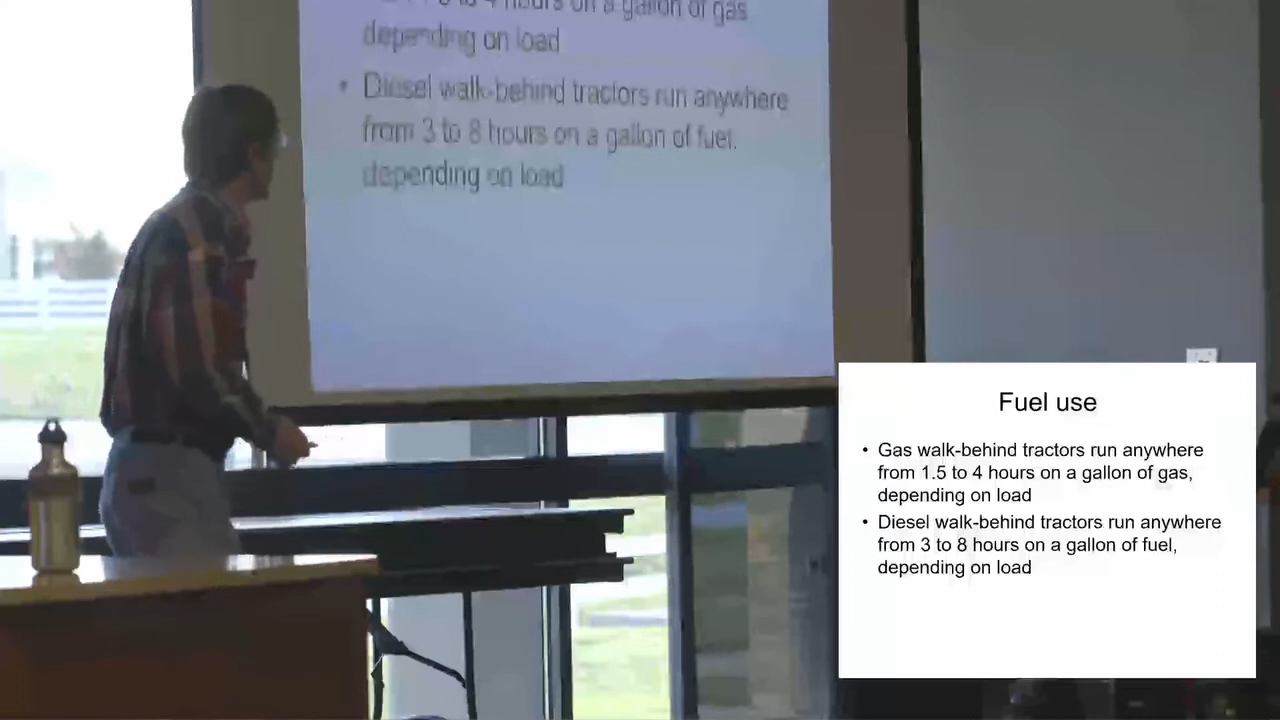 hours on a gallon of gas
depending on load
• Diesel walk-behind tractors run anywhere
from 3 to 8 hours on a gallon of fuel,
depending on load
Fuel use
• Gas walk-behind tractors run anywhere
from 1.5 to 4 hours on a gallon of gas,
depending on load
• Diesel walk-behind tractors run anywhere
from 3 to 8 hours on a gallon of fuel,
depending on load